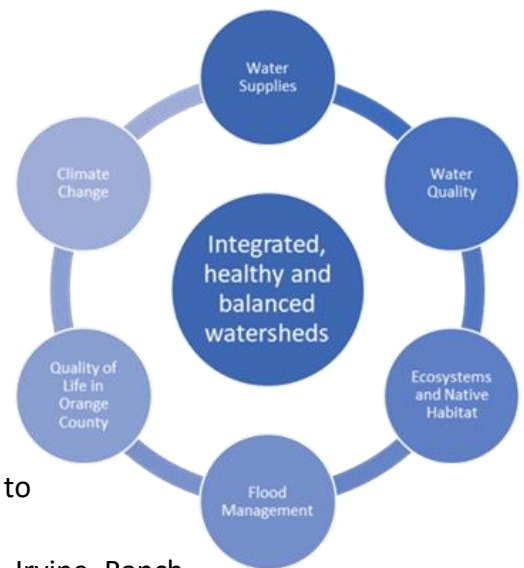 Water
Supplies
Climate
Change
Water
Quality
Integrated,
healthy and
balanced
watersheds
Quality of
Life in
Orange
County
Ecosystems
and Native
Habitat
to
Flood
Management
Irvine Ranch